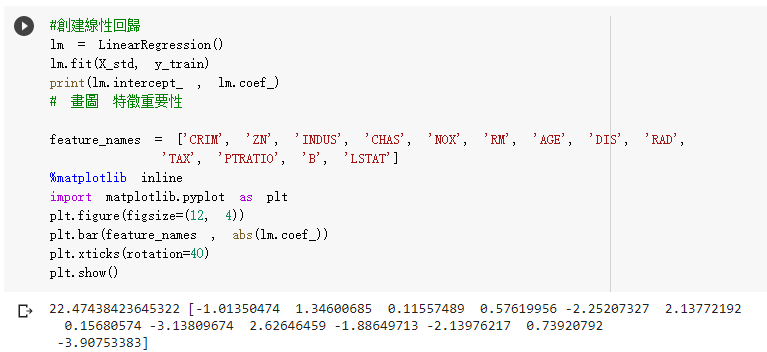 #創建線性回歸
lm = LinearRegression()
lm.fit(X_std, y_train)
print(lm.intercept_ , lm.coef_)
# 畫圖 特徵重要性
feature_names = ['CRIM', 'ZN', 'INDUS', 'CHAS', 'NOX', 'RM', 'AGE', 'DIS', 'RAD',
'TAX', 'PTRATIO', 'B', 'LSTAT']
%matplotlib inline
import matplotlib.pyplot as plt
plt.figure(figsize=(12, 4))
plt.bar(feature_names , abs(lm.coef_))
plt.xticks(rotation=40)
plt.show()
22.47438423645322 [-1.01350474 1.34600685 0.11557489 0.57619956 -2.25207327 2.13772192
0.15680574 -3.13809674 2.62646459 -1.88649713 -2.13976217 0.73920792
-3.90753383]